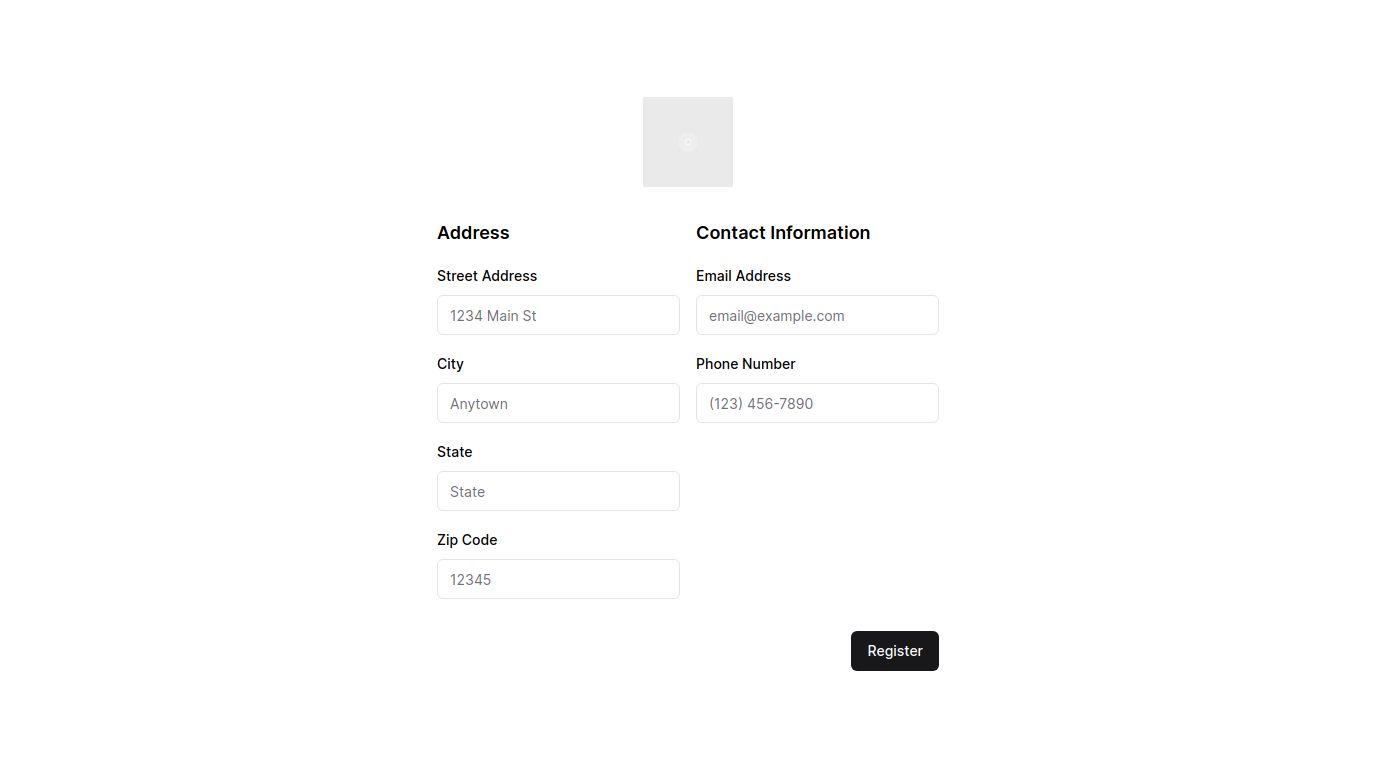 Address
Street Address
1234 Main St
City
Anytown
State
State
Zip Code
12345
Contact Information
Email Address
email@example.com
Phone Number
(123) 456-7890
Register